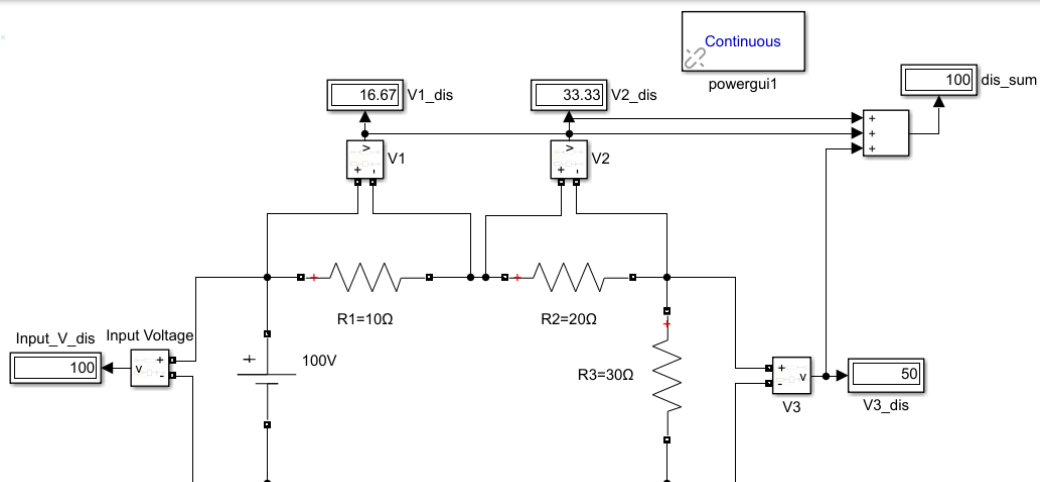 Continuous
powergui1
100 dis_sum
16.67 V1_dis
33.33 V2_dis
+
+
+
v
+ -
V1
v
+ -
V2
+
+
R1=10Ω
R2=20Ω
Input_V_dis
Input Voltage
100
v
+
-
+
100V
+
R3=30Ω
+
-
v
V3
50
V3_dis